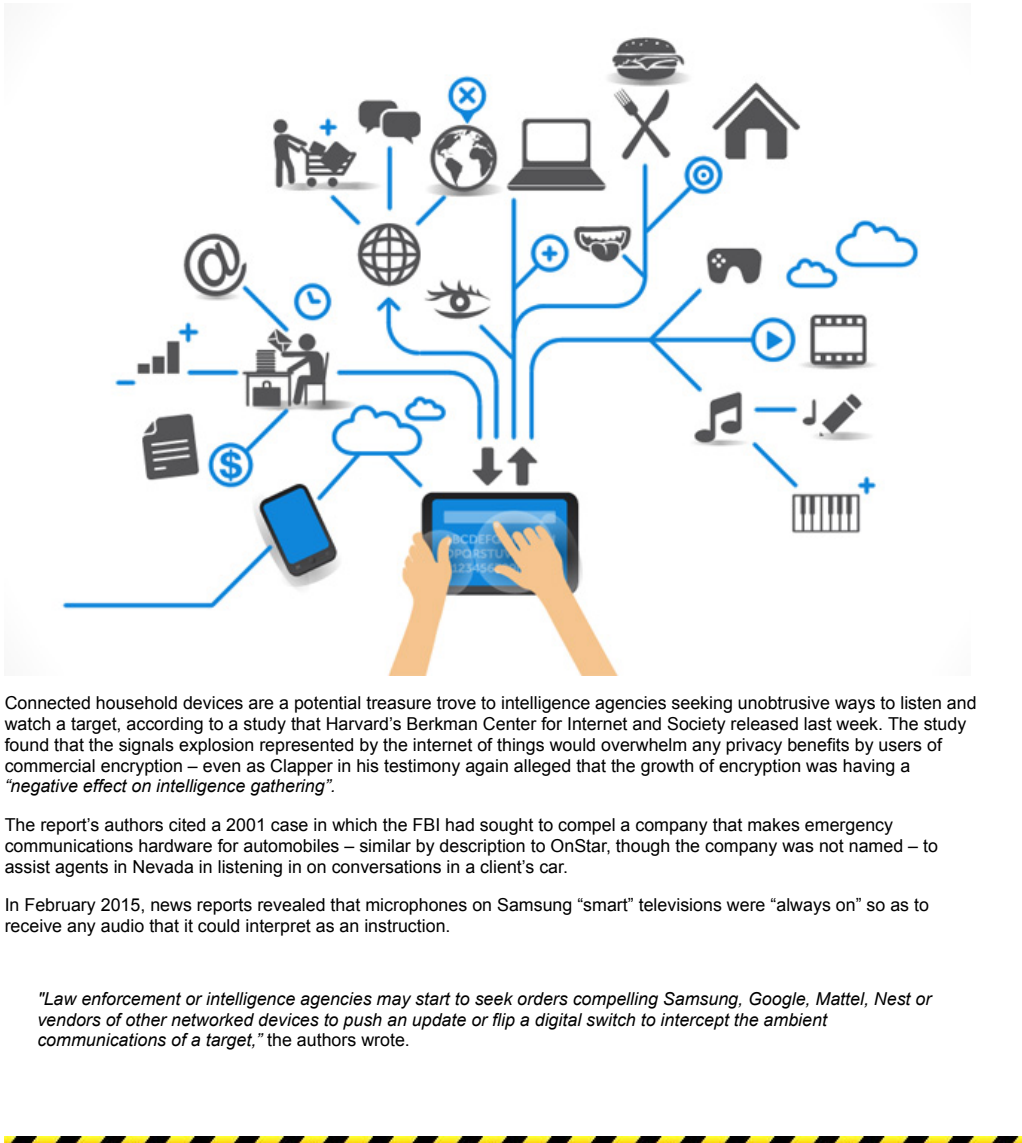 @
$
ABCDEFG
OPQRSTUV
Connected household devices are a potential treasure trove to intelligence agencies seeking unobtrusive ways to listen and
watch a target, according to a study that Harvard’s Berkman Center for Internet and Society released last week. The study
found that the signals explosion represented by the internet of things would overwhelm any privacy benefits by users of
commercial encryption – even as Clapper in his testimony again alleged that the growth of encryption was having a
“negative effect on intelligence gathering”.
The report’s authors cited a 2001 case in which the FBI had sought to compel a company that makes emergency
communications hardware for automobiles – similar by description to OnStar, though the company was not named – to
assist agents in Nevada in listening in on conversations in a client’s car.
In February 2015, news reports revealed that microphones on Samsung “smart” televisions were “always on” so as to
receive any audio that it could interpret as an instruction.
"Law enforcement or intelligence agencies may start to seek orders compelling Samsung, Google, Mattel, Nest or
vendors of other networked devices to push an update or flip a digital switch to intercept the ambient
communications of a target,” the authors wrote.